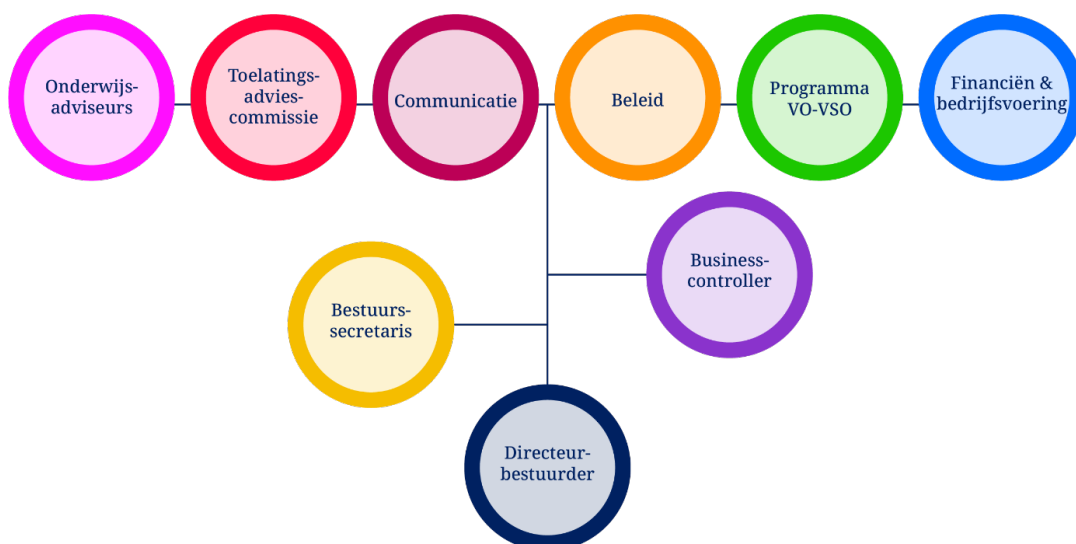 Onderwijs-
adviseurs
Toelatings-
advies-
commissie
Communicatie
Beleid
Programma
VO-VSO
Financiën &
bedrijfsvoering
Business-
controller
Bestuurs-
secretaris
Directeur-
bestuurder